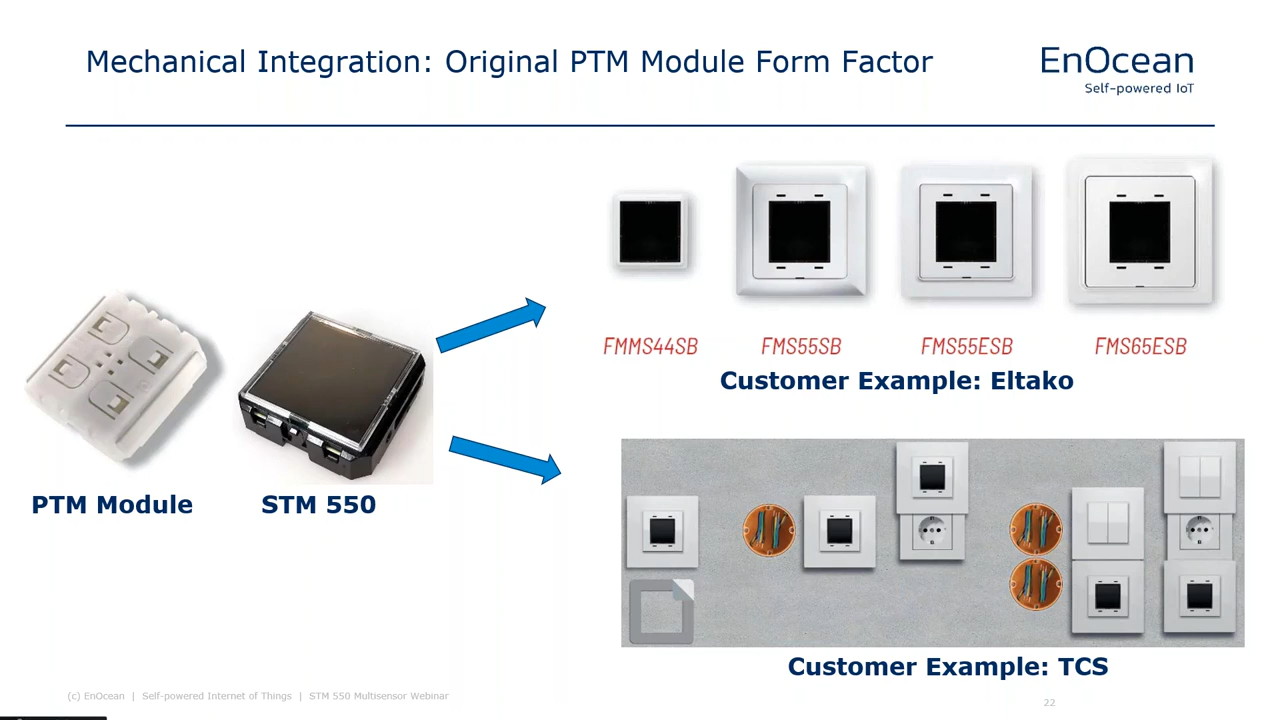 Mechanical Integration: Original PTM Module Form Factor
EnOcean
Self-powered IoT
FMMS44SB
FMS55SB
FMS55ESB
FMS65ESB
Customer Example: Eltako
PTM Module
STM 550
Customer Example: TCS
(c) EnOcean | Self-powered Internet of Things | STM 550 Multisensor Webinar
22